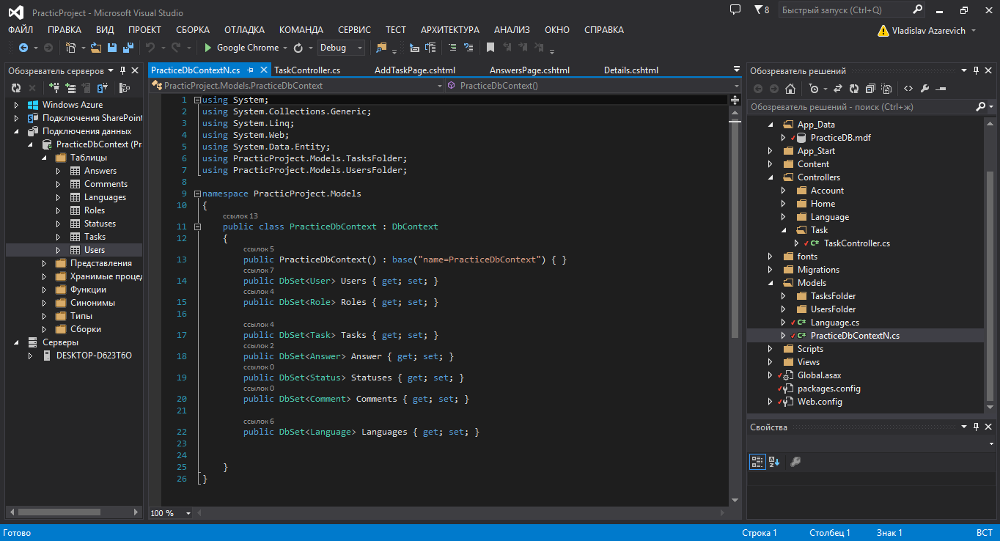 PracticProject - Microsoft Visual Studio
8
Быстрый запуск (Ctrl+Q)
ФАЙЛ ПРАВКА ВИД ПРОЕКТ СБОРКА ОТЛАДКА КОМАНДА СЕРВИС ТЕСТ АРХИТЕКТУРА АНАЛИЗ ОКНО СПРАВКА
Vladislav Azarevich
Google Chrome
Debug
Обозреватель серверов
Windows Azure
Подключения SharePoint
Подключения данных
PracticeDbContext (Pr
Таблицы
Answers
Comments
Languages
Roles
Statuses
Tasks
Users
Представления
Хранимые процед
Функции
Синонимы
Типы
Сборки
Серверы
DESKTOP-D623T6O
PracticeDbContextN.cs TaskController.cs AddTaskPage.cshtml AnswersPage.cshtml Details.cshtml
PracticProject.Models.PracticeDbContext PracticeDbContext()
1 using System;
2 using System.Collections.Generic;
3 using System.Linq;
4 using System.Web;
5 using System.Data.Entity;
6 using PracticProject.Models.TasksFolder;
7 using PracticProject.Models.UsersFolder;
8
9 namespace PracticProject.Models
10 {
ссылок 13
11 public class PracticeDbContext : DbContext
12 {
ссылок 5
13 public PracticeDbContext() : base("name=PracticeDbContext") { }
ссылок 7
14 public DbSet<User> Users { get; set; }
ссылок 4
15 public DbSet<Role> Roles { get; set; }
16
ссылок 4
17 public DbSet<Task> Tasks { get; set; }
ссылок 2
18 public DbSet<Answer> Answer { get; set; }
ссылок 0
19 public DbSet<Status> Statuses { get; set; }
ссылок 0
20 public DbSet<Comment> Comments { get; set; }
21
ссылок 6
22 public DbSet<Language> Languages { get; set; }
23
24
25 }
26 }
100 %
Обозреватель решений
Обозреватель решений - поиск (Ctrl+ж)
App_Data
PracticeDB.mdf
App_Start
Content
Controllers
Account
Home
Language
Task
C# TaskController.cs
fonts
Migrations
Models
TasksFolder
UsersFolder
C# Language.cs
C# PracticeDbContextN.cs
Scripts
Views
Global.asax
packages.config
Web.config
Свойства
Готово
Строка 1 Столбец 1 Знак 1 ВСТ